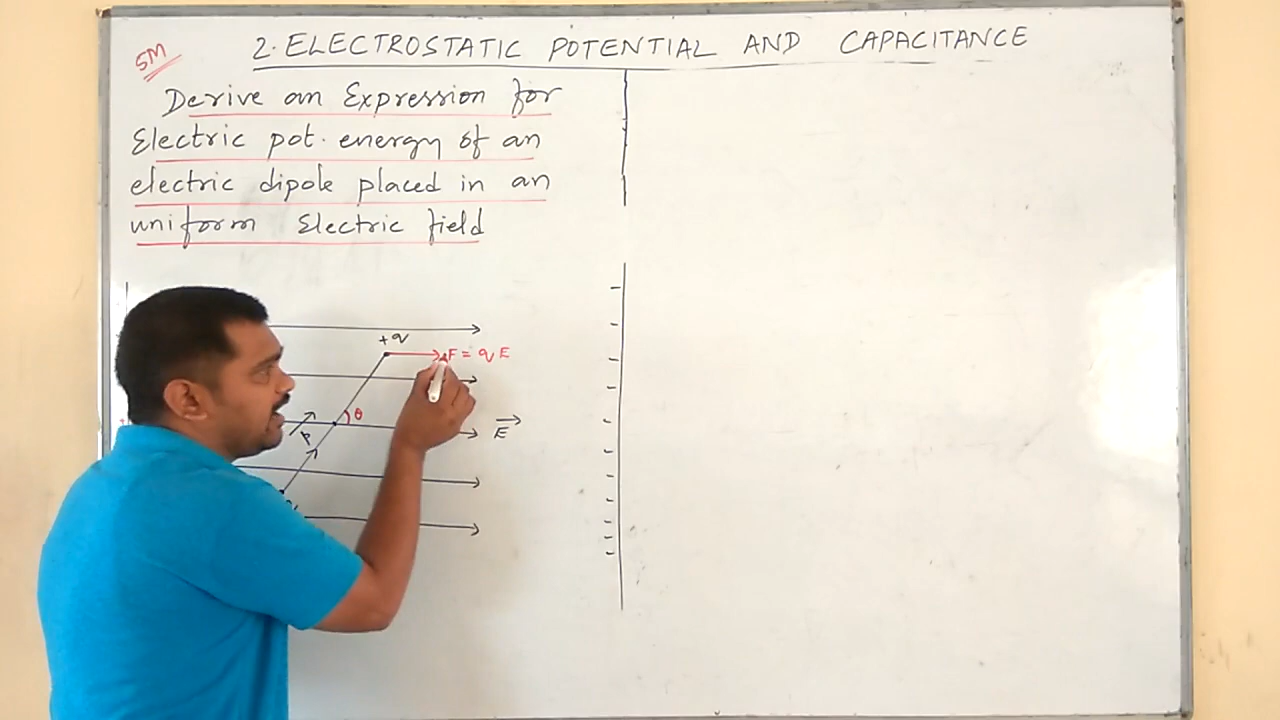 5M
2. ELECTROSTATIC POTENTIAL AND CAPACITANCE
Derive an Expression for
Electric pot. energy of an
electric dipole placed in an
uniform Electric field
+q
F = qE
θ
P
E